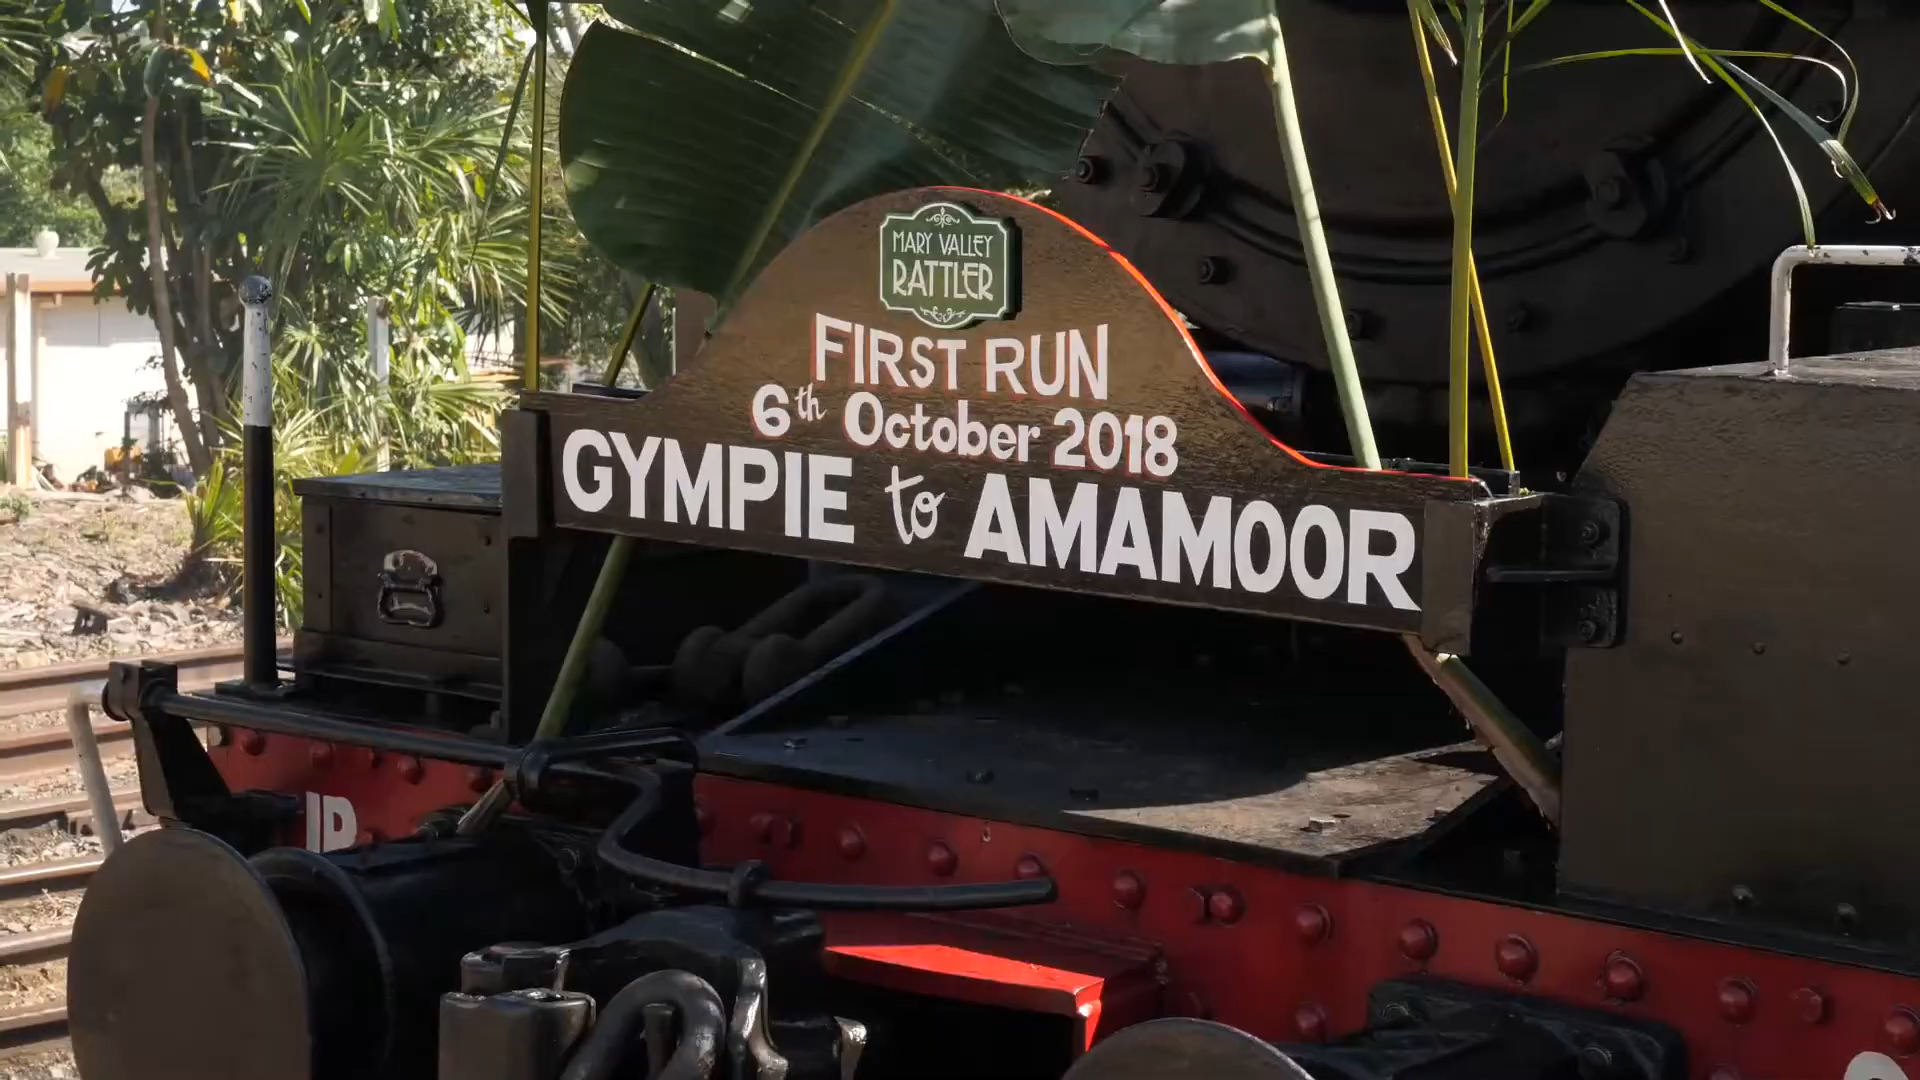 MARY VALLEY
RATTLER
FIRST RUN
6th October 2018
GYMPIE to AMAMOOR